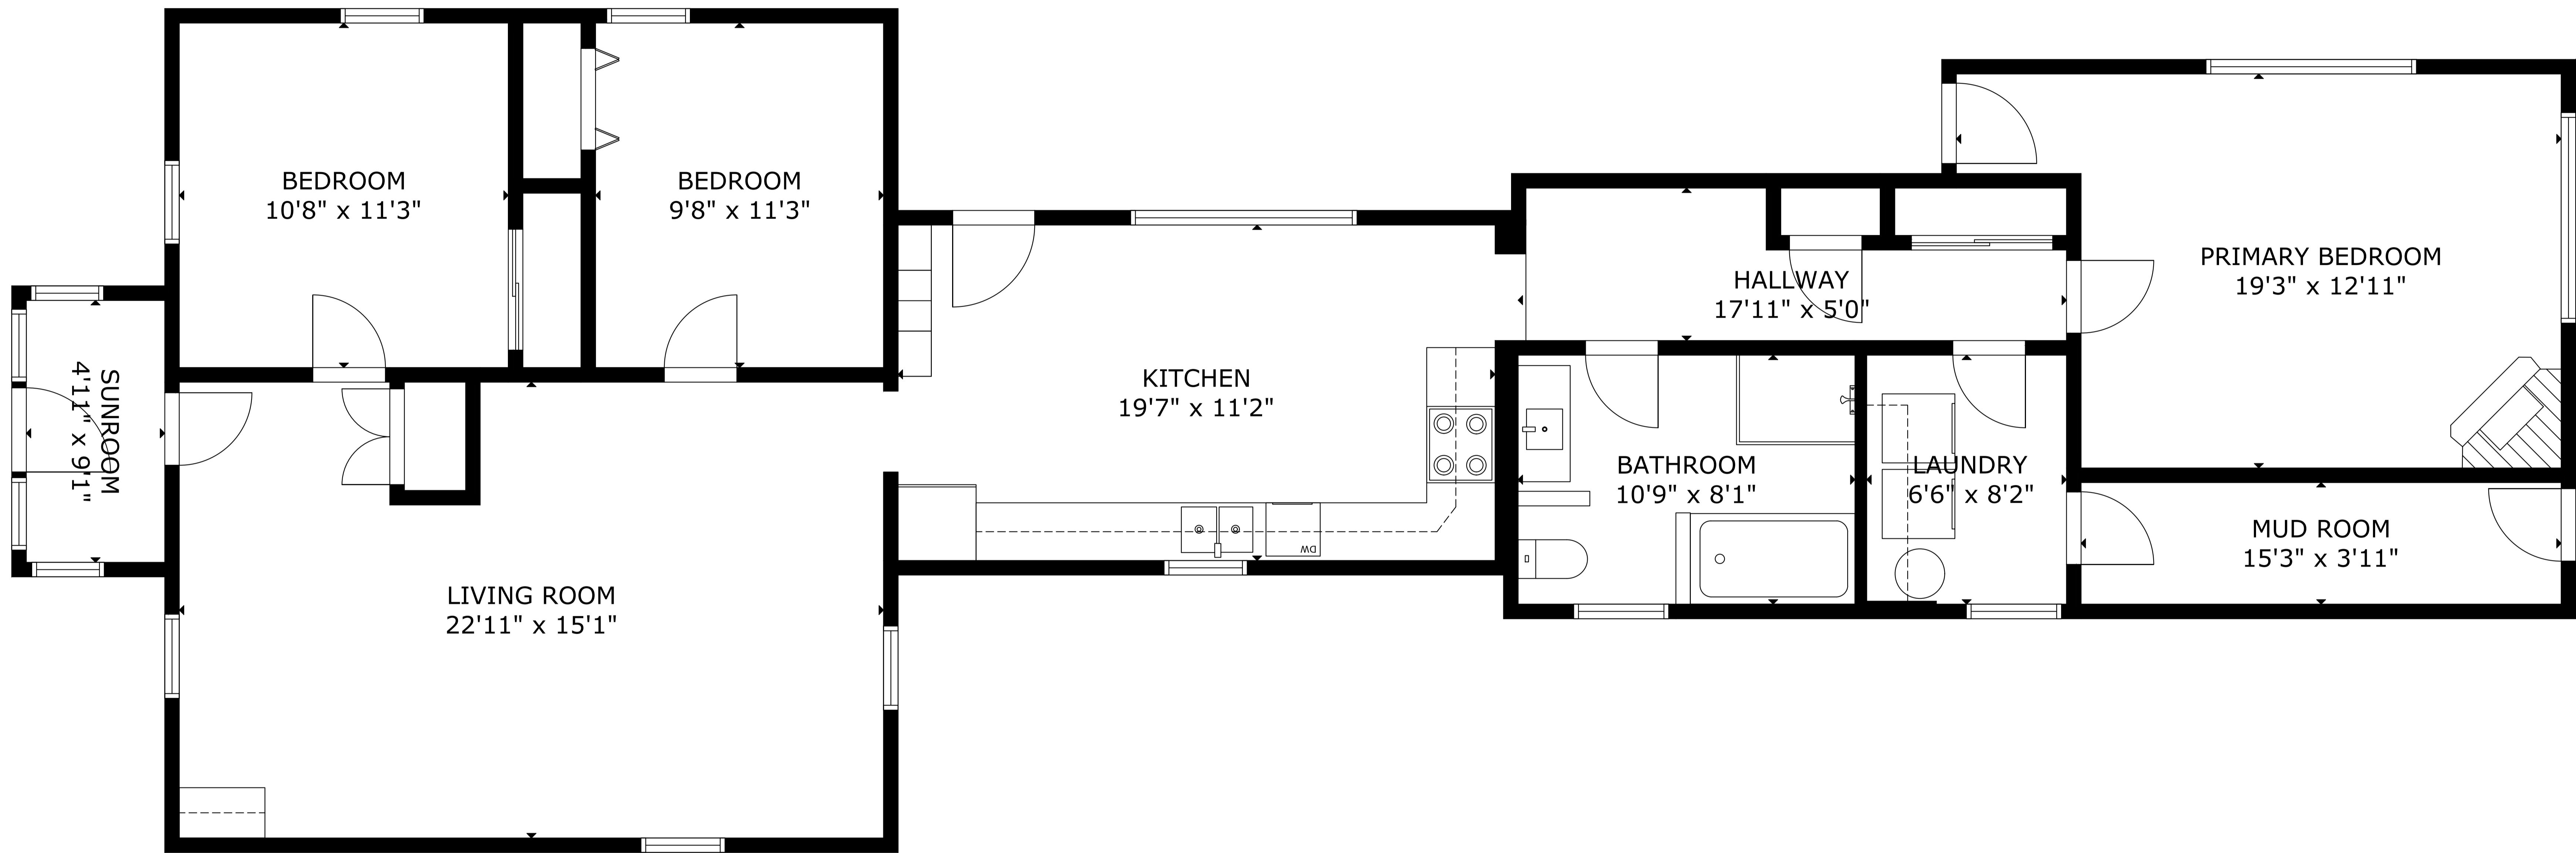 BEDROOM
10'8" x 11'3"
BEDROOM
9'8" x 11'3"
PRIMARY BEDROOM
19'3" x 12'11"
HALLWAY
17'11" x 5'0"
SUNROOM
4'11" x 9'1"
KITCHEN
19'7" x 11'2"
BATHROOM
10'9" x 8'1"
LAUNDRY
6'6" x 8'2"
MUD ROOM
15'3" x 3'11"
DW
LIVING ROOM
22'11" x 15'1"